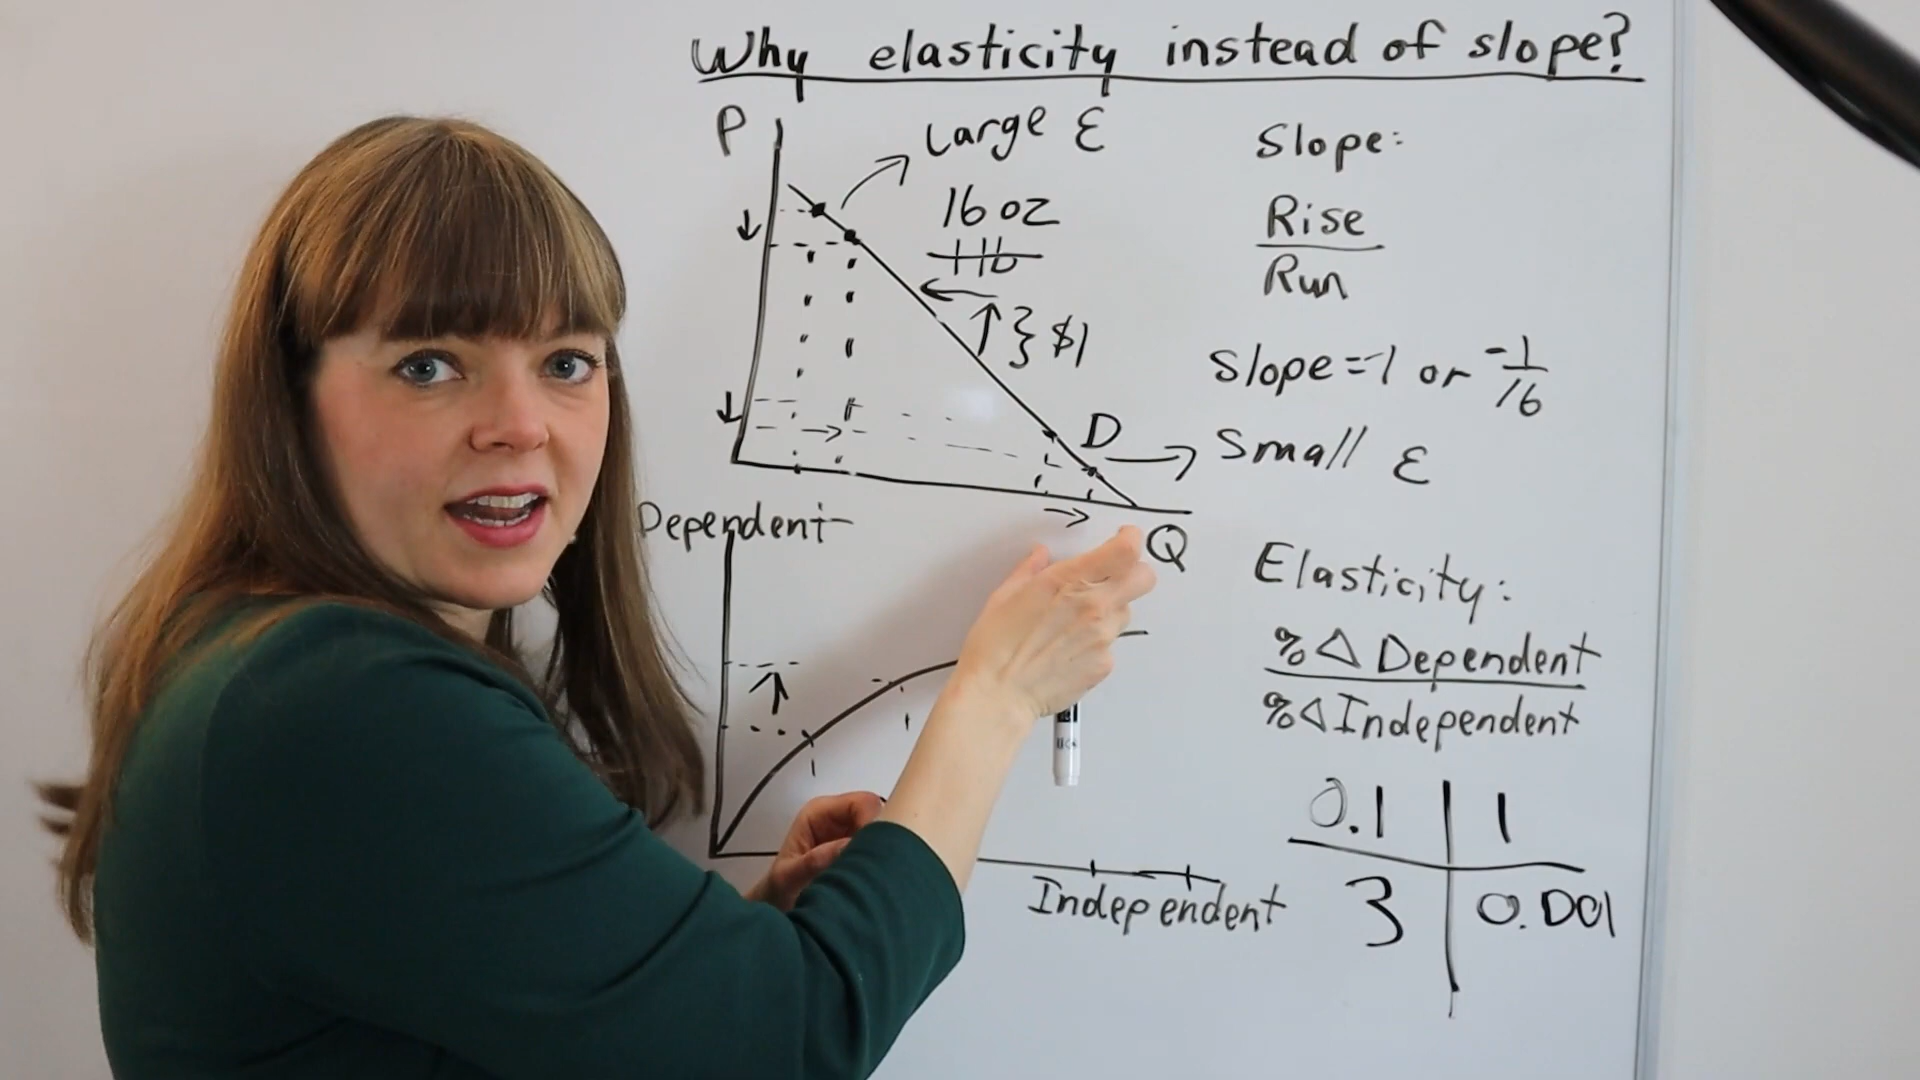 Why elasticity instead of slope?
P
Large ε
16 oz
1 lb
} $1
D
Small ε
Q
Slope:
Rise
Run
Slope = -1 or -1/16
Dependent
Independent
Elasticity:
% Δ Dependent
% Δ Independent
0.1 | 1
3 | 0.001